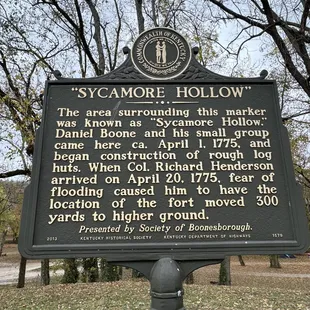 COMMONWEALTH OF KENTUCKY
"SYCAMORE HOLLOW"
The area surrounding this marker
was known as "Sycamore Hollow."
Daniel Boone and his small group
came here ca. April 1, 1775, and
began construction of rough log
huts. When Col. Richard Henderson
arrived on April 20, 1775, fear of
flooding caused him to have the
location of the fort moved 300
yards to higher ground.
Presented by Society of Boonesborough.
KENTUCKY HISTORICAL SOCIETY KENTUCKY DEPARTMENT OF HIGHWAYS